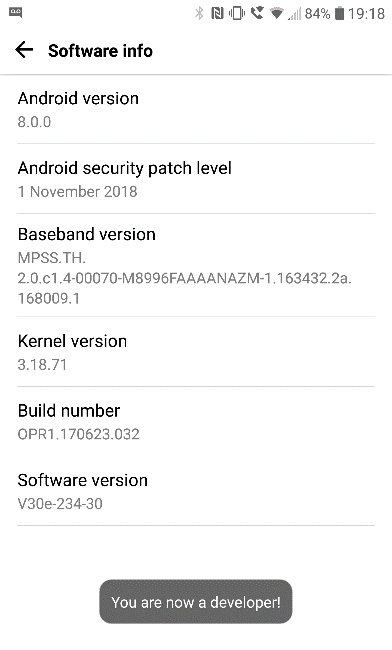 84% 19:18
Software info
Android version
8.0.0
Android security patch level
1 November 2018
Baseband version
MPSS.TH.
2.0.c1.4-00070-M8996FAAAANAZM-1.163432.2a.
168009.1
Kernel version
3.18.71
Build number
OPR1.170623.032
Software version
V30e-234-30
You are now a developer!